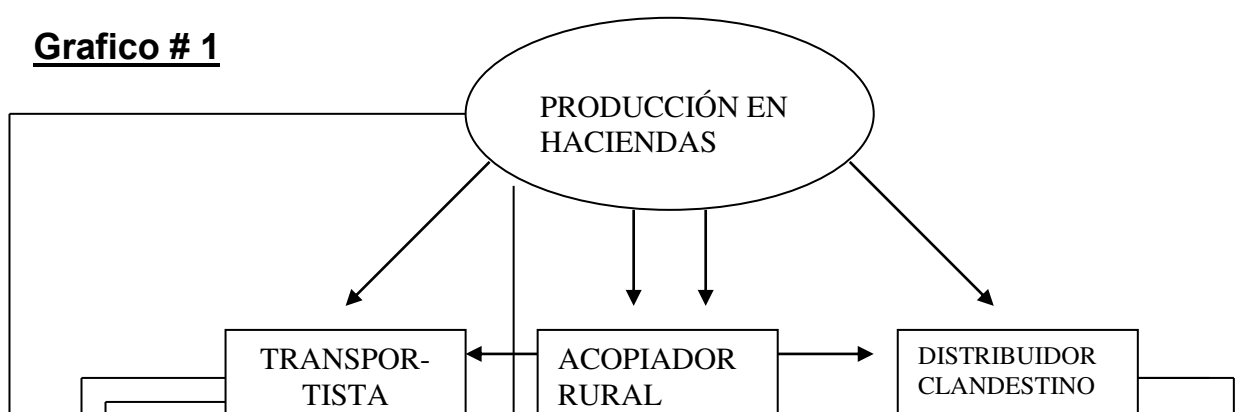 Grafico # 1
PRODUCCIÓN EN
HACIENDAS
TRANSPOR-
TISTA
ACOPIADOR
RURAL
DISTRIBUIDOR
CLANDESTINO